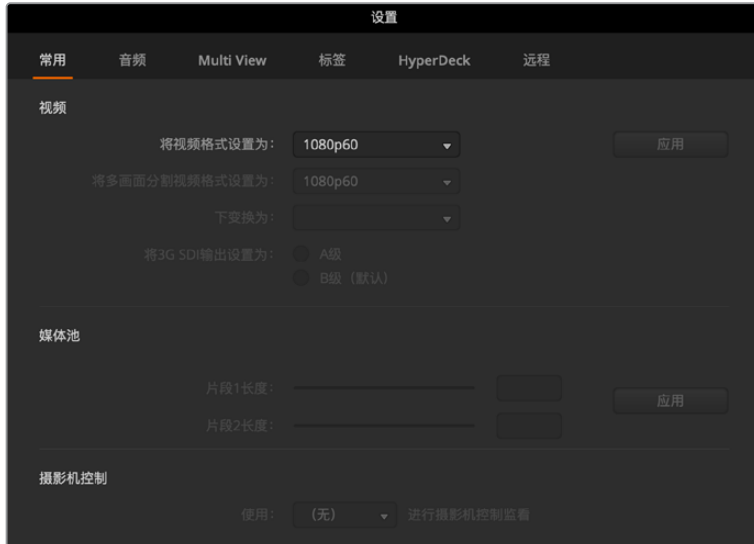 设置
常用 音频 Multi View 标签 HyperDeck 远程
视频
将视频格式设置为： 1080p60 应用
将多画面分割视频格式设置为： 1080p60
下变换为：
将3G SDI输出设置为： A级
B级（默认）
媒体池
片段1长度： 应用
片段2长度：
摄影机控制
使用： （无） 进行摄影机控制监看